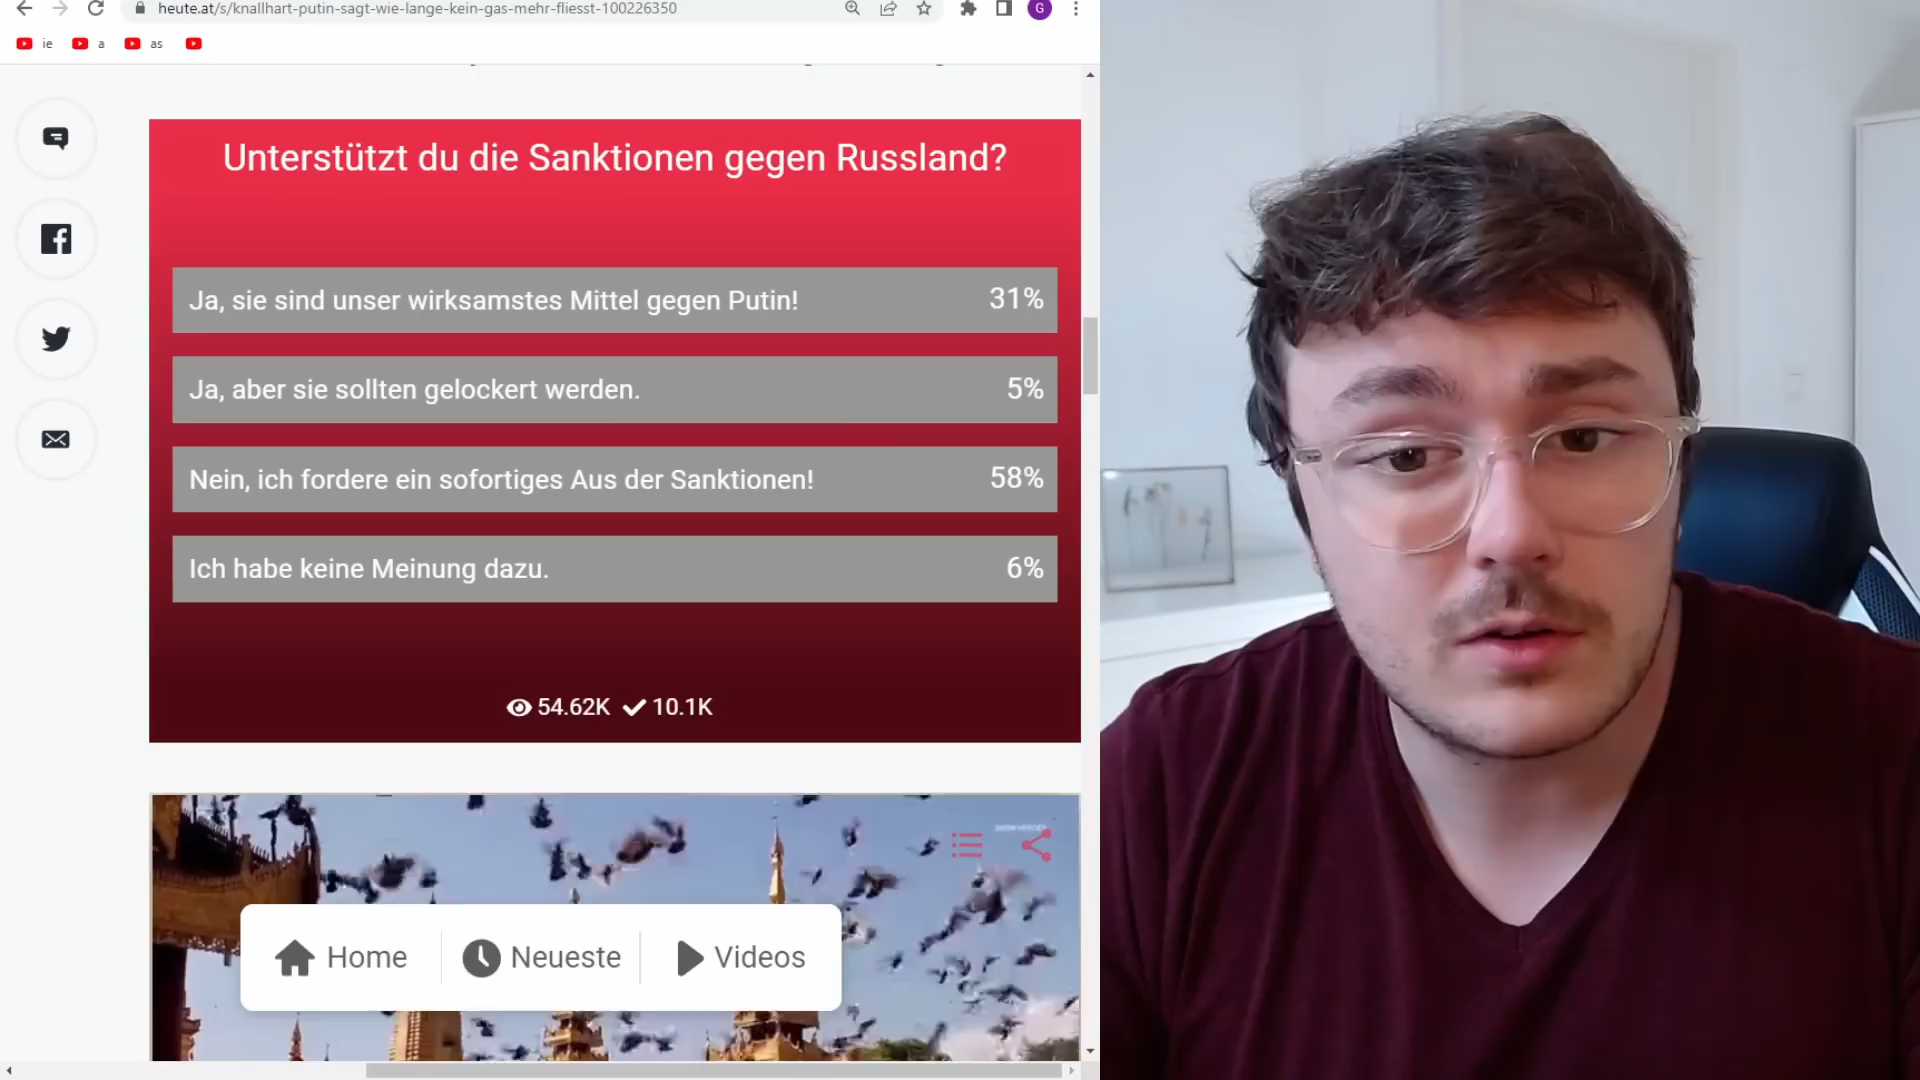 heute.at/s/knallhart-putin-sagt-wie-lange-kein-gas-mehr-fliesst-100226350
G
ie
a
as
Unterstützt du die Sanktionen gegen Russland?
Ja, sie sind unser wirksamstes Mittel gegen Putin!
31%
Ja, aber sie sollten gelockert werden.
5%
Nein, ich fordere ein sofortiges Aus der Sanktionen!
58%
Ich habe keine Meinung dazu.
6%
54.62K
10.1K
Home
Neueste
Videos